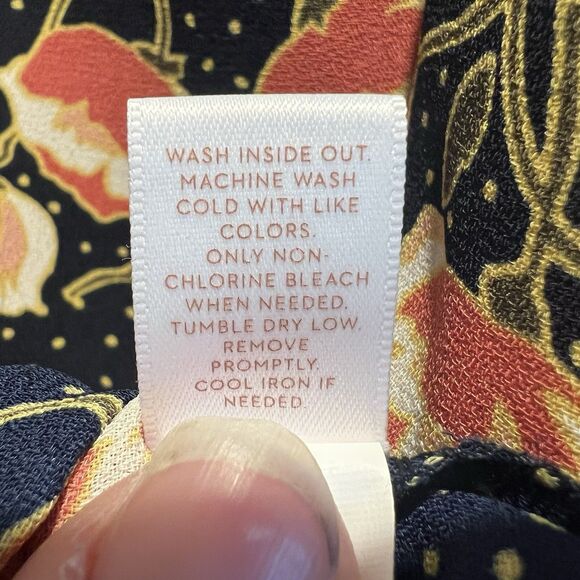 WASH INSIDE OUT.
MACHINE WASH
COLD WITH LIKE
COLORS.
ONLY NON-
CHLORINE BLEACH
WHEN NEEDED.
TUMBLE DRY LOW.
REMOVE
PROMPTLY.
COOL IRON IF
NEEDED.